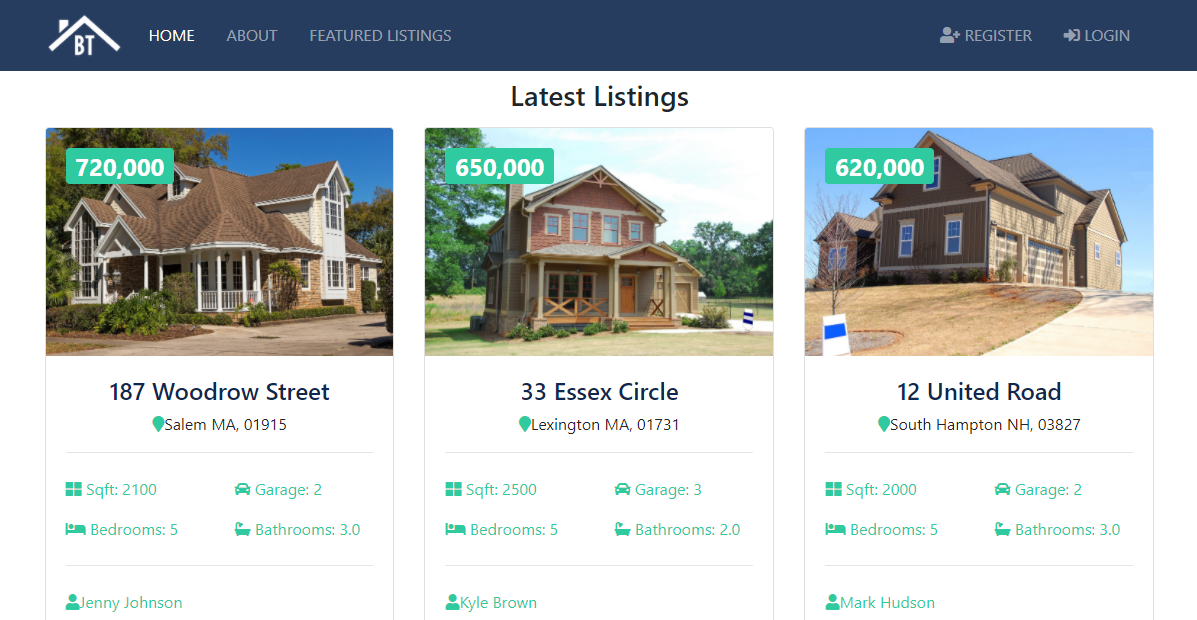 BT
HOME ABOUT FEATURED LISTINGS REGISTER LOGIN
Latest Listings
720,000
187 Woodrow Street
Salem MA, 01915
Sqft: 2100 Garage: 2
Bedrooms: 5 Bathrooms: 3.0
Jenny Johnson
650,000
33 Essex Circle
Lexington MA, 01731
Sqft: 2500 Garage: 3
Bedrooms: 5 Bathrooms: 2.0
Kyle Brown
620,000
12 United Road
South Hampton NH, 03827
Sqft: 2000 Garage: 2
Bedrooms: 5 Bathrooms: 3.0
Mark Hudson